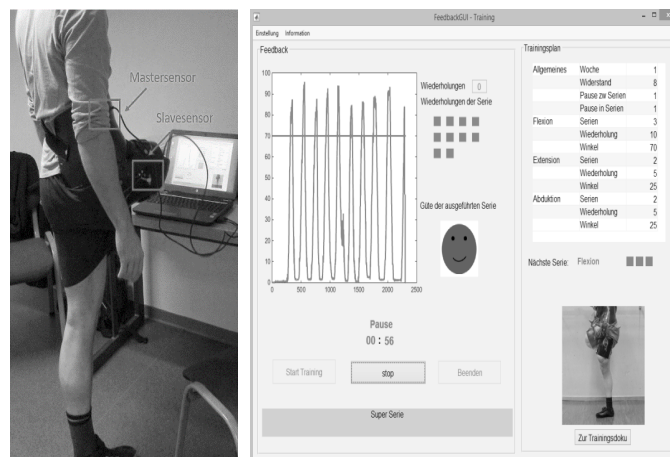 Mastersensor
Slavesensor
FeedbackGUI - Training
Einstellung Information
Feedback
100
90
80
70
60
50
40
30
20
10
0
0 500 1000 1500 2000 2500
Wiederholungen 0
Wiederholungen der Serie
Güte der ausgeführten Serie
Pause
00 : 56
Start Training stop Beenden
Super Serie
Trainingsplan
Allgemeines Woche 1
Widerstand 8
Pause zw Serien 1
Pause in Serien 1
Flexion Serien 3
Wiederholung 10
Winkel 70
Extension Serien 2
Wiederholung 5
Winkel 25
Abduktion Serien 2
Wiederholung 5
Winkel 25
Nächste Serie: Flexion
Zur Trainingsdoku